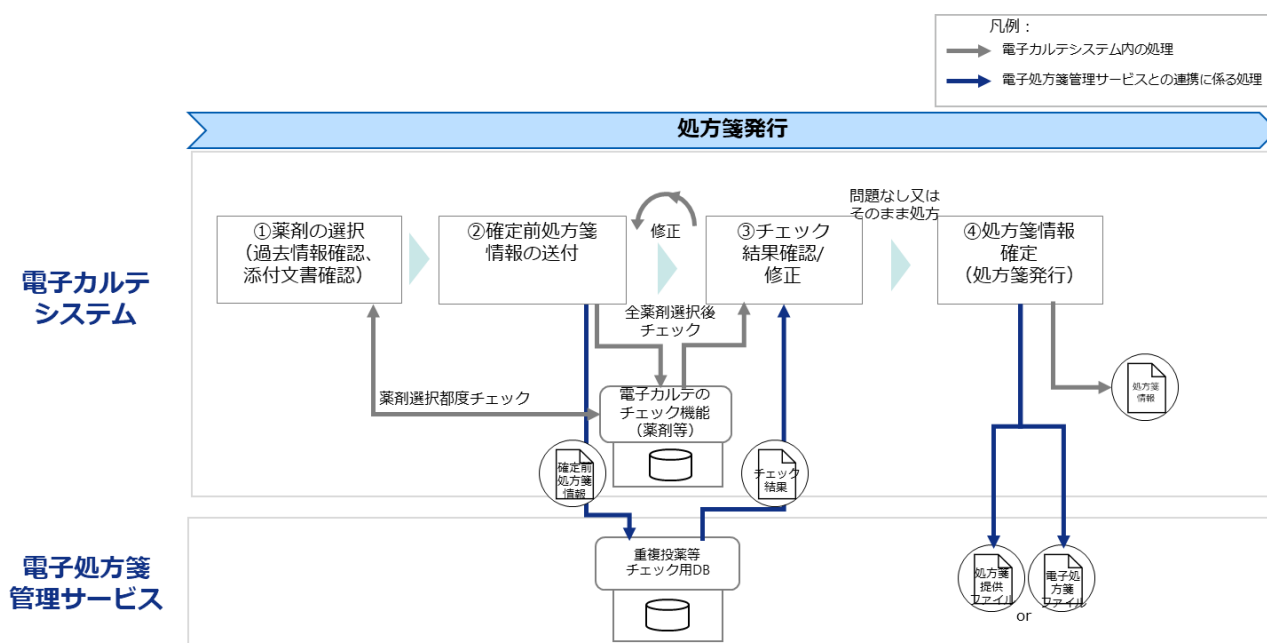 凡例：
電子カルテシステム内の処理
電子処方箋管理サービスとの連携に係る処理
処方箋発行
電子カルテ
システム
①薬剤の選択
（過去情報確認、
添付文書確認）
②確定前処方箋
情報の送付
修正
③チェック
結果確認/
修正
問題なし又は
そのまま処方
④処方箋情報
確定
（処方箋発行）
全薬剤選択後
チェック
薬剤選択都度チェック
電子カルテの
チェック機能
（薬剤等）
処方箋
情報
確定前
処方箋
情報
チェック
結果
電子処方箋
管理サービス
重複投薬等
チェック用DB
処方箋
提供
ファイル
or
電子処
方箋
ファイル